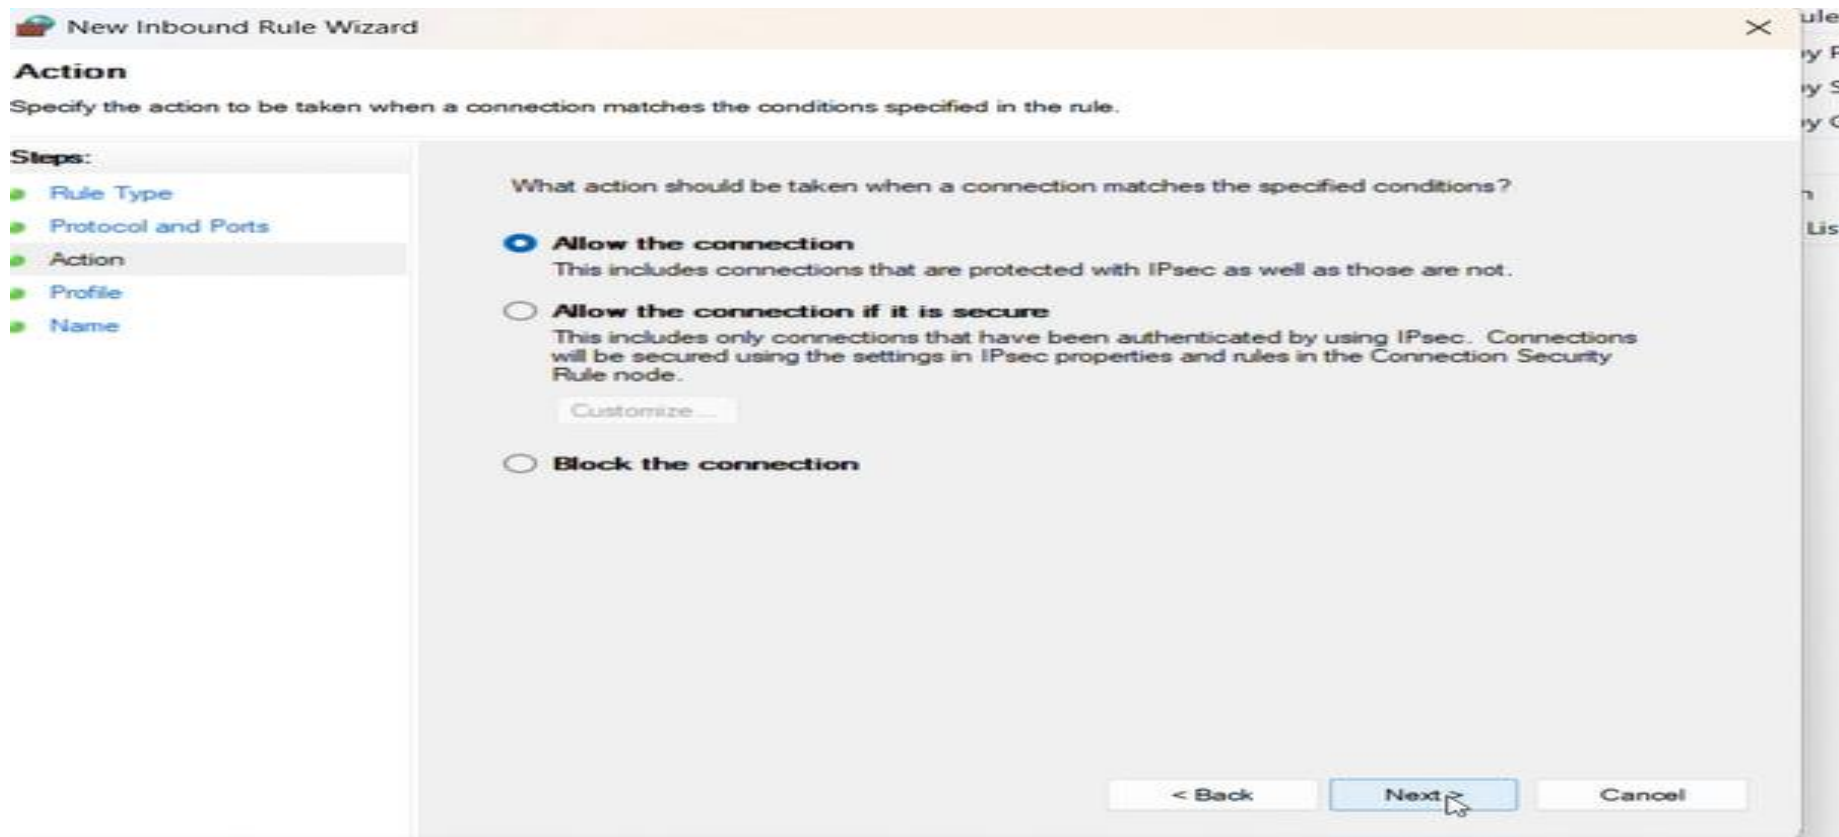 New Inbound Rule Wizard
Action
Specify the action to be taken when a connection matches the conditions specified in the rule.
Steps:
Rule Type
Protocol and Ports
Action
Profile
Name
What action should be taken when a connection matches the specified conditions?
Allow the connection
This includes connections that are protected with IPsec as well as those are not.
Allow the connection if it is secure
This includes only connections that have been authenticated by using IPsec. Connections
will be secured using the settings in IPsec properties and rules in the Connection Security
Rule node.
Customize...
Block the connection
< Back
Next >
Cancel